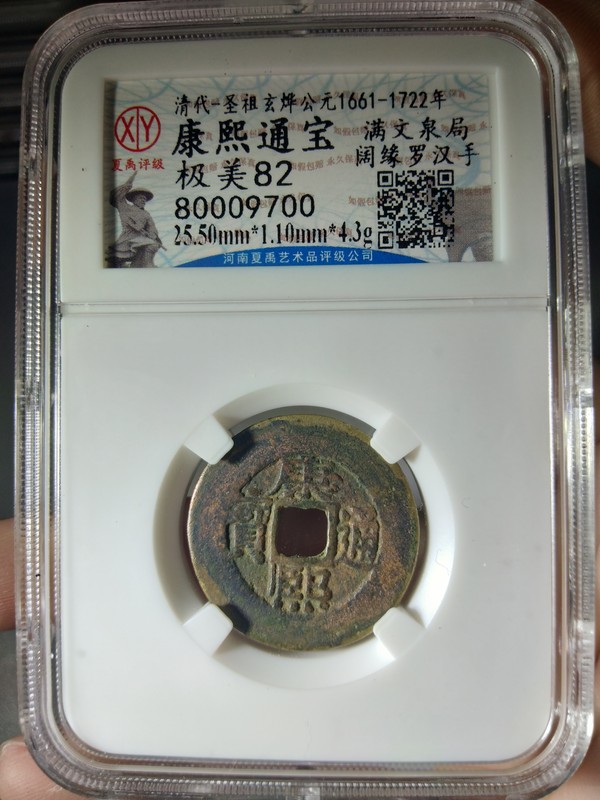 清代-圣祖玄烨公元1661-1722年
XY
夏禹评级
康熙通宝 满文泉局
极美82 阔缘罗汉手
80009700
25.50mm*1.10mm*4.3g
河南夏禹艺术品评级公司
康
寳 通
熙